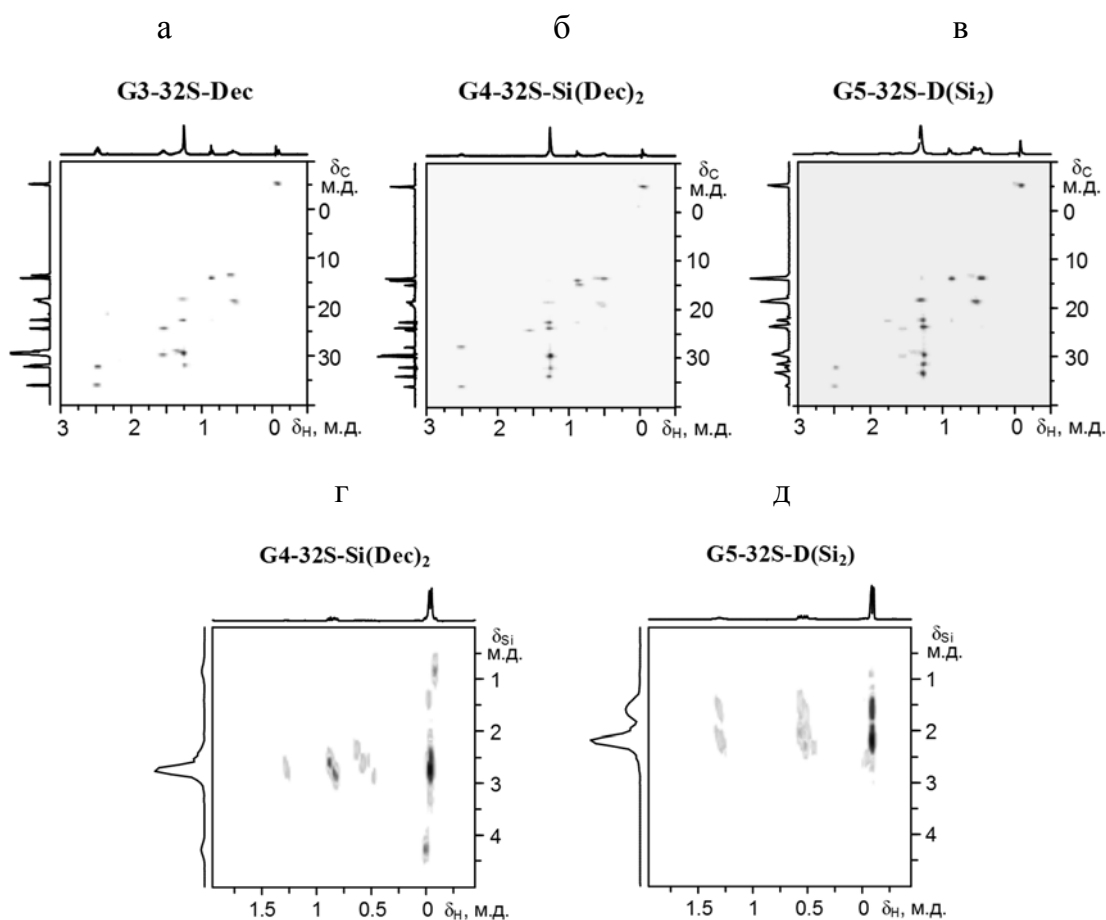 а б в
G3-32S-Dec G4-32S-Si(Dec)₂ G5-32S-D(Si₂)
δC δC δC
м.д. м.д. м.д.
0 0 0
10 10 10
20 20 20
30 30 30
3 2 1 0 δH, м.д. 3 2 1 0 δH, м.д. 3 2 1 0 δH, м.д.
г д
G4-32S-Si(Dec)₂ G5-32S-D(Si₂)
δSi δSi
м.д. м.д.
1 1
2 2
3 3
4 4
1.5 1 0.5 0 δH, м.д. 1.5 1 0.5 0 δH, м.д.